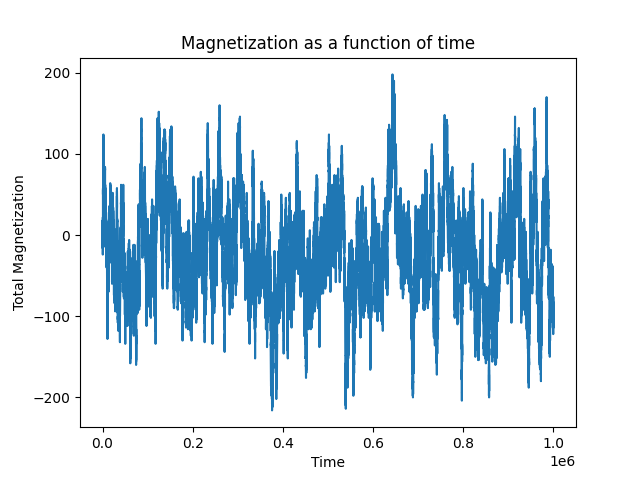 Magnetization as a function of time
Total Magnetization
200
100
0
−100
−200
0.0 0.2 0.4 0.6 0.8 1.0
1e6
Time